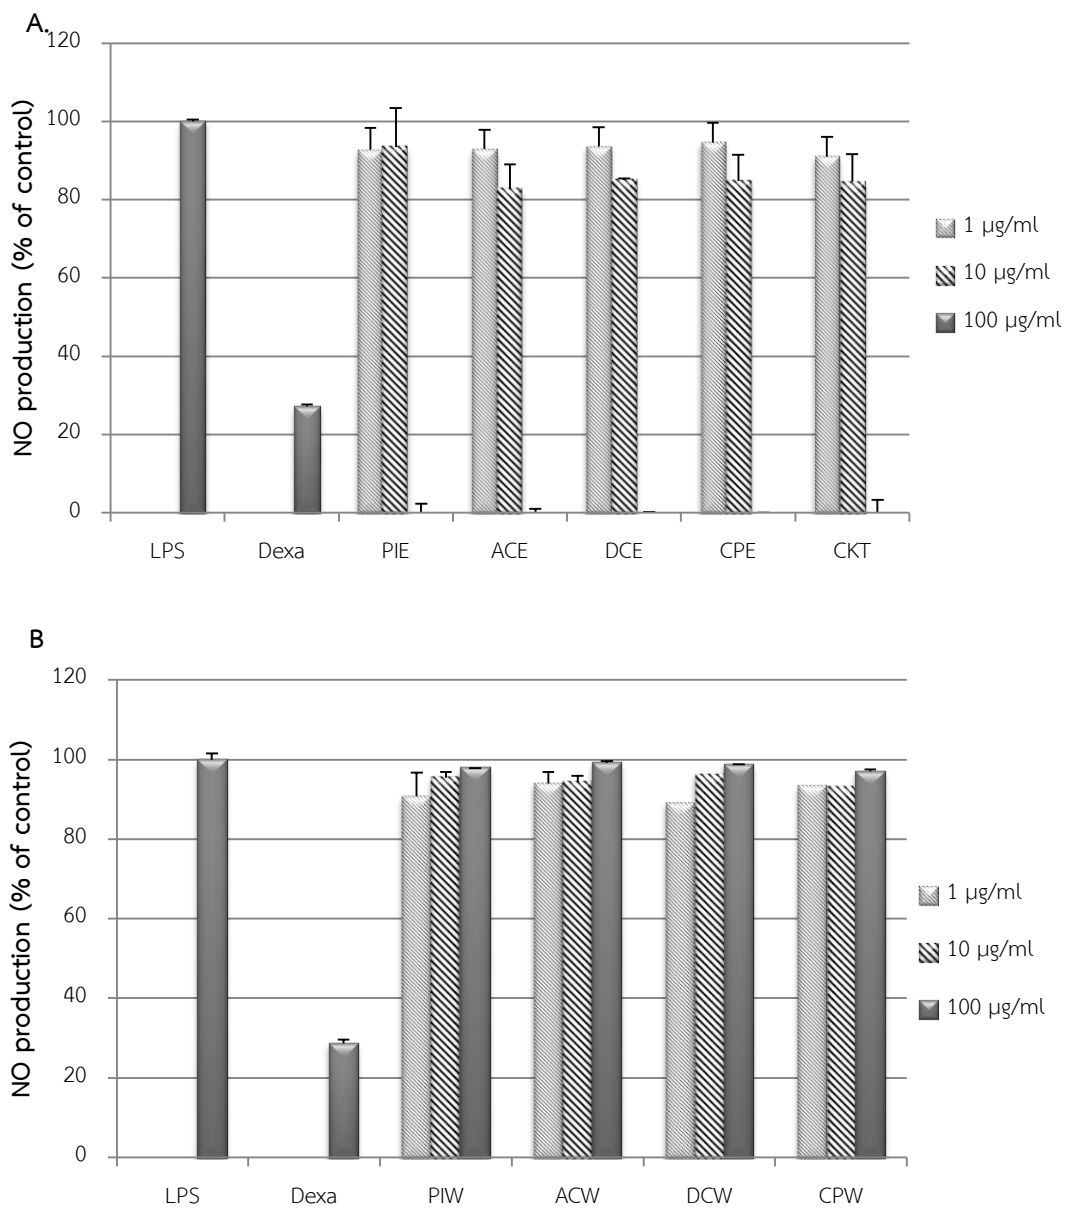 A.
120
100
80
60
40
20
0
NO production (% of control)
LPS Dexa PIE ACE DCE CPE CKT
1 µg/ml
10 µg/ml
100 µg/ml
B
120
100
80
60
40
20
0
NO production (% of control)
LPS Dexa PIW ACW DCW CPW
1 µg/ml
10 µg/ml
100 µg/ml